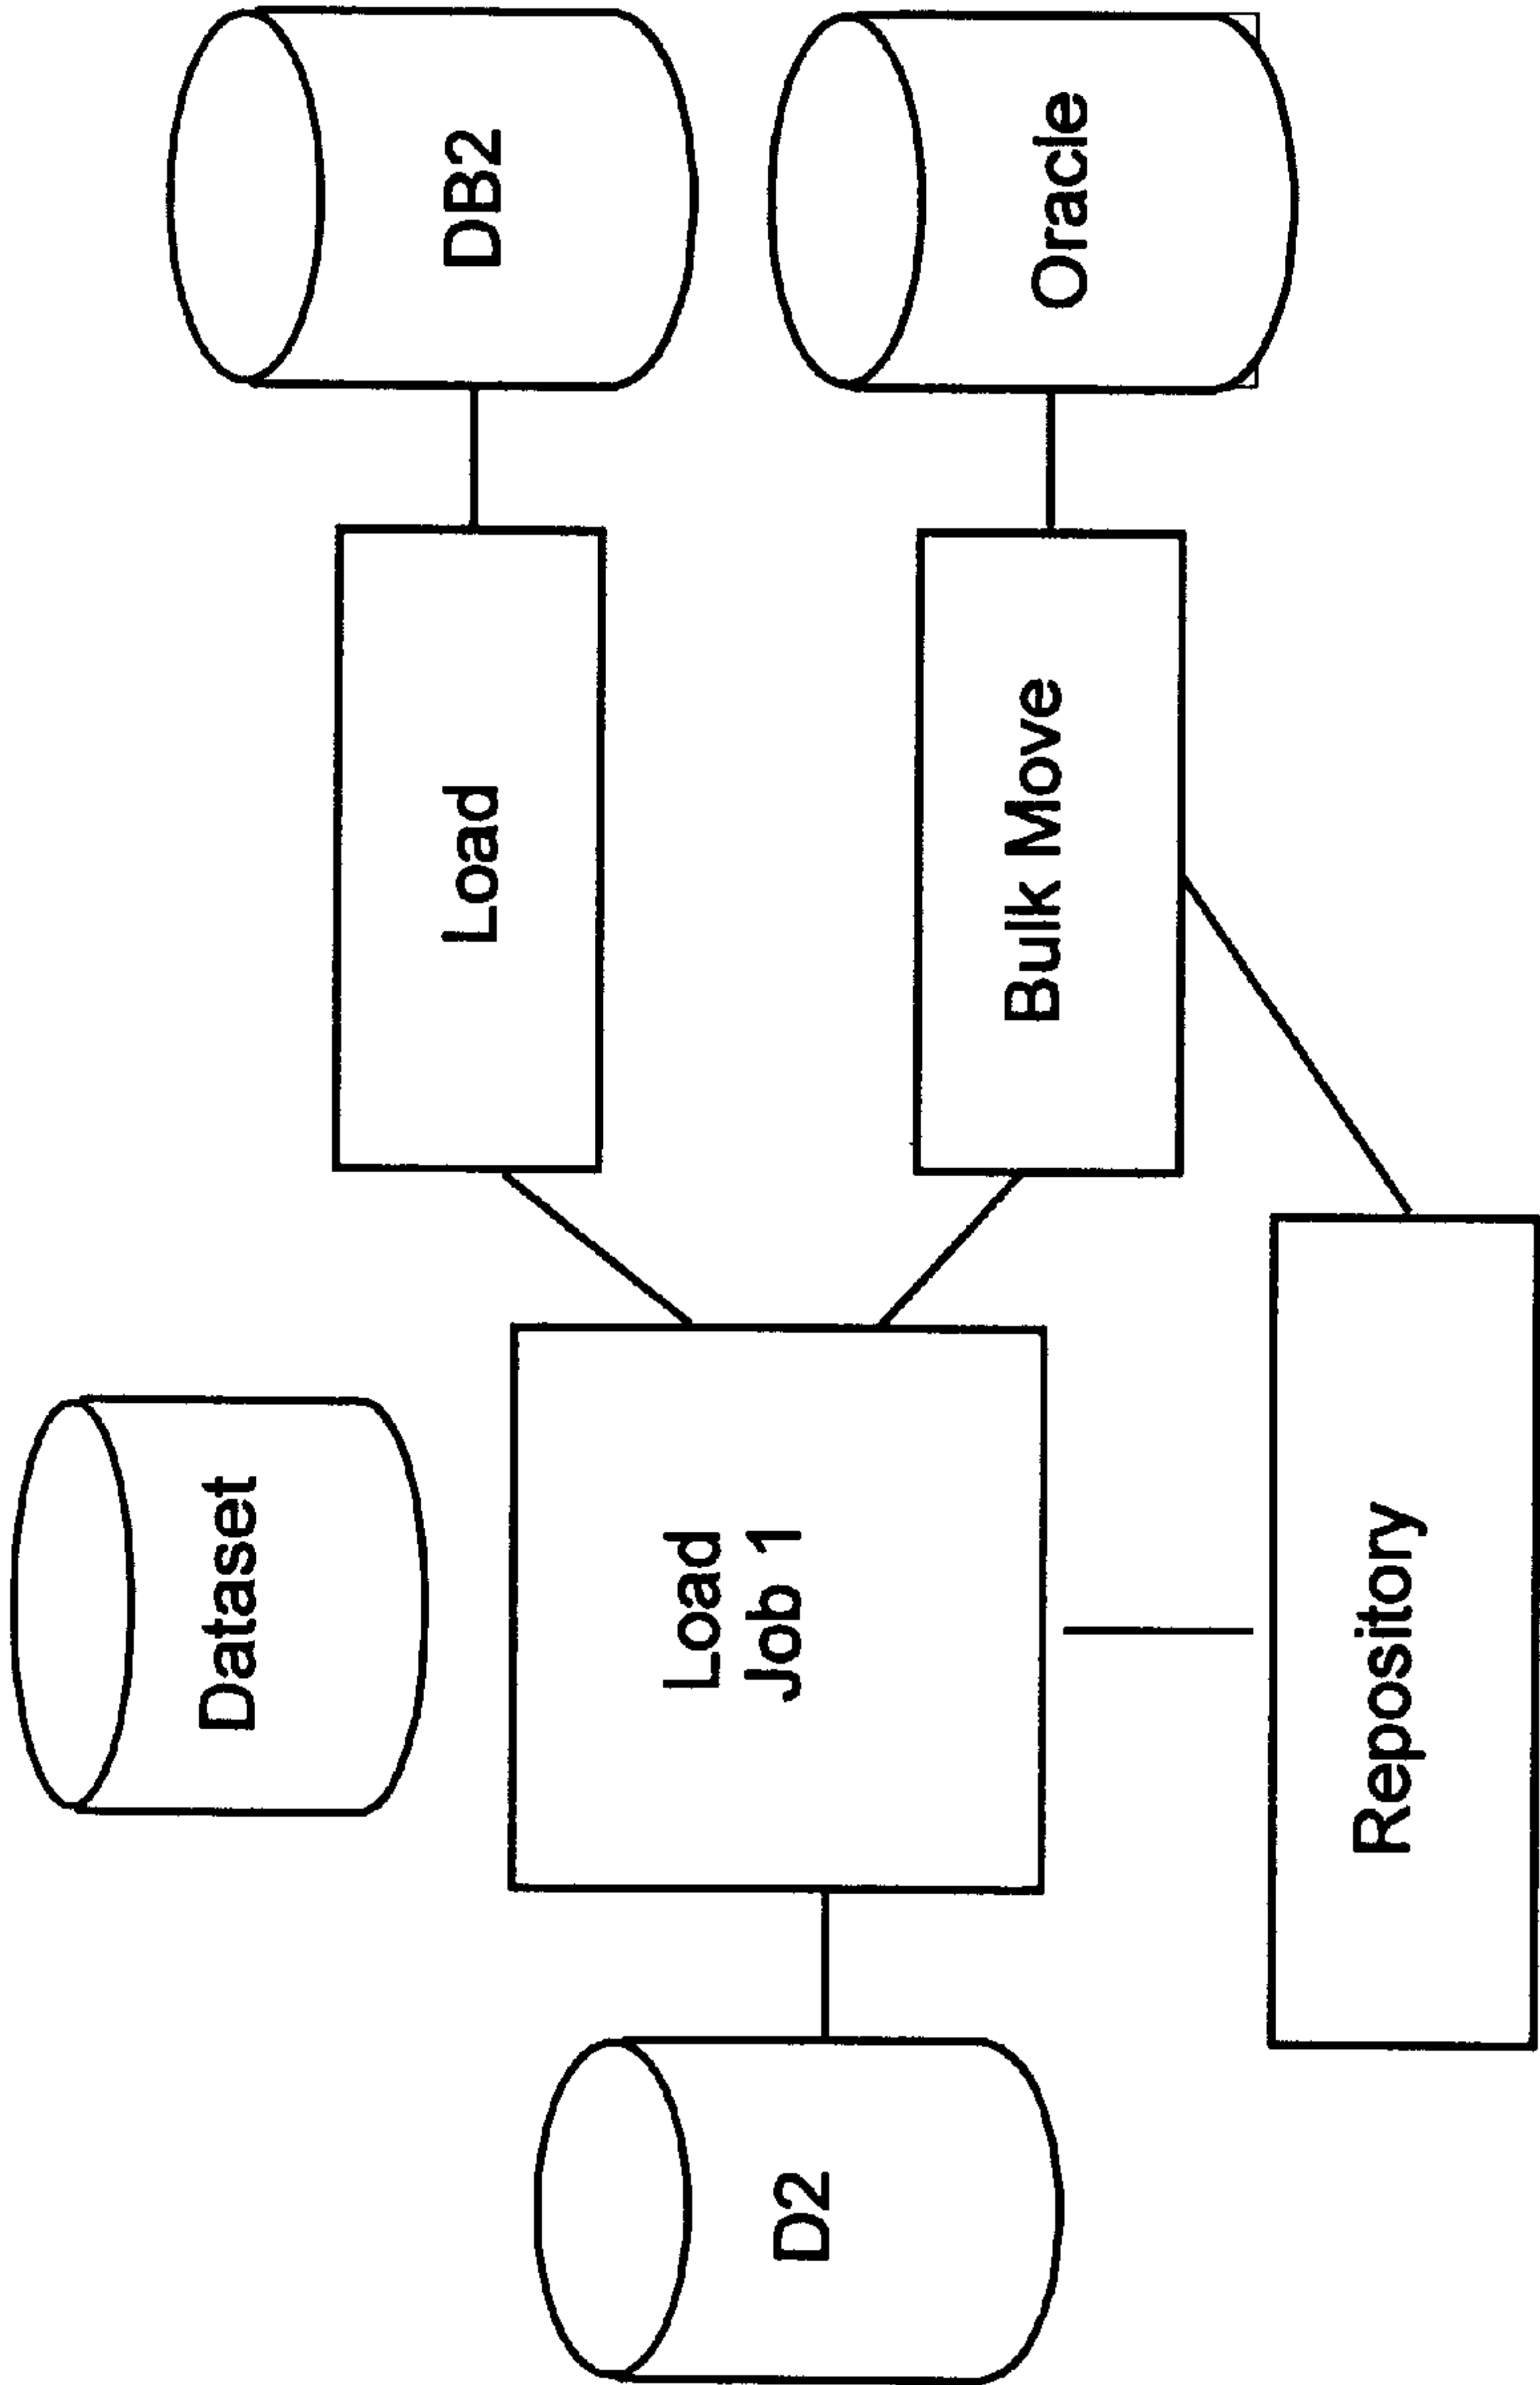 Dataset
DB2
Load
D2
Load
Job 1
Bulk Move
Oracle
Repository